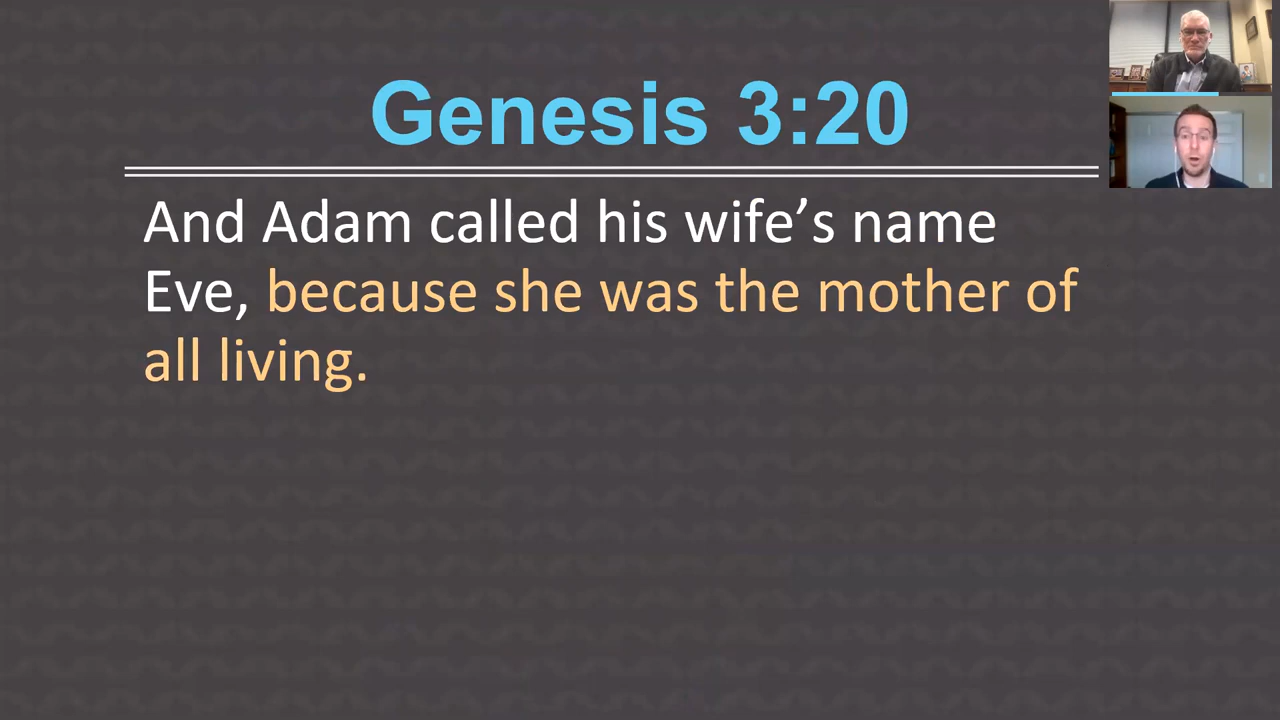 Genesis 3:20
And Adam called his wife’s name
Eve, because she was the mother of
all living.